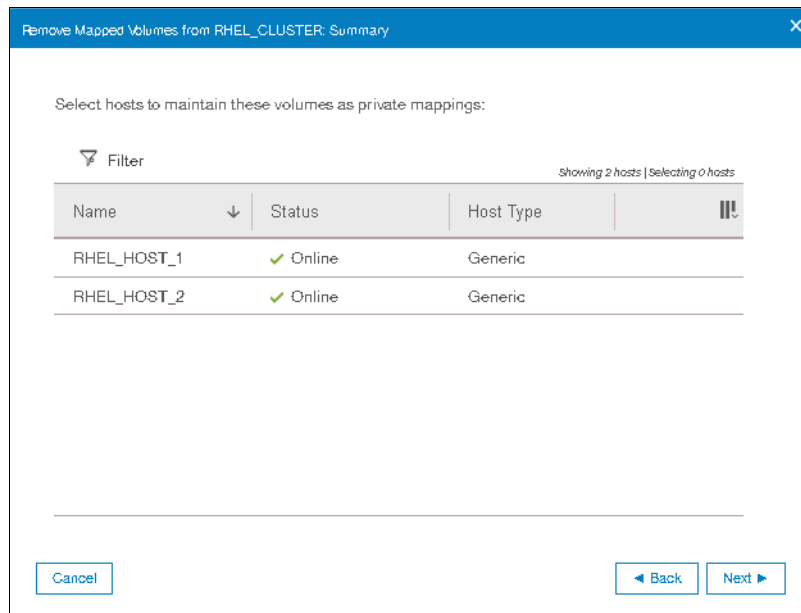 Remove Mapped Volumes from RHEL_CLUSTER: Summary
Select hosts to maintain these volumes as private mappings:
Filter
Showing 2 hosts | Selecting 0 hosts
Name Status Host Type
RHEL_HOST_1 Online Generic
RHEL_HOST_2 Online Generic
Cancel Back Next